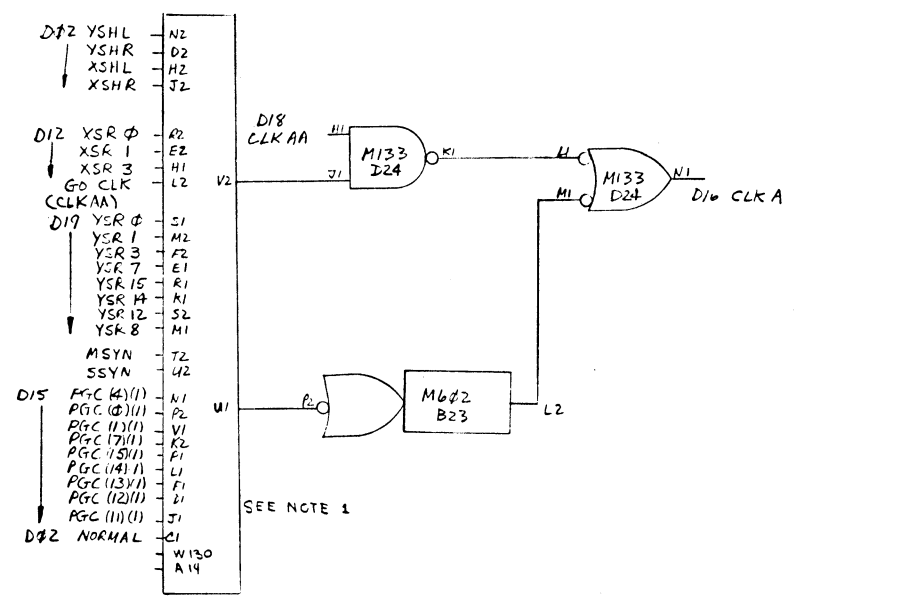 DØ2 YSHL N2
YSHR D2
XSHL H2
XSHR J2
D12 XSR Ø R2
XSR 1 E2
XSR 3 H1
GO CLK L2
(CLKAA)
D19 YSR Ø S1
YSR 1 M2
YSR 3 F2
YSR 7 E1
YSR 15 R1
YSR 14 K1
YSR 12 S2
YSR 8 M1
MSYN T2
SSYN U2
D15 PGC (4)(1) N1
PGC (Ø)(1) P2
PGC (1)(1) V1
PGC (7)(1) K2
PGC (15)(1) P1
PGC (14)(1) L1
PGC (13)(1) F1
PGC (12)(1)
PGC (11)(1) J1
DØ2 NORMAL C1
W130
A14
V2
U1
D18
CLK AA
H1
J1
M133
D24
K1
M1
M133
D24
N1
D16 CLK A
P2
M6Ø2
B23
L2
SEE NOTE 1